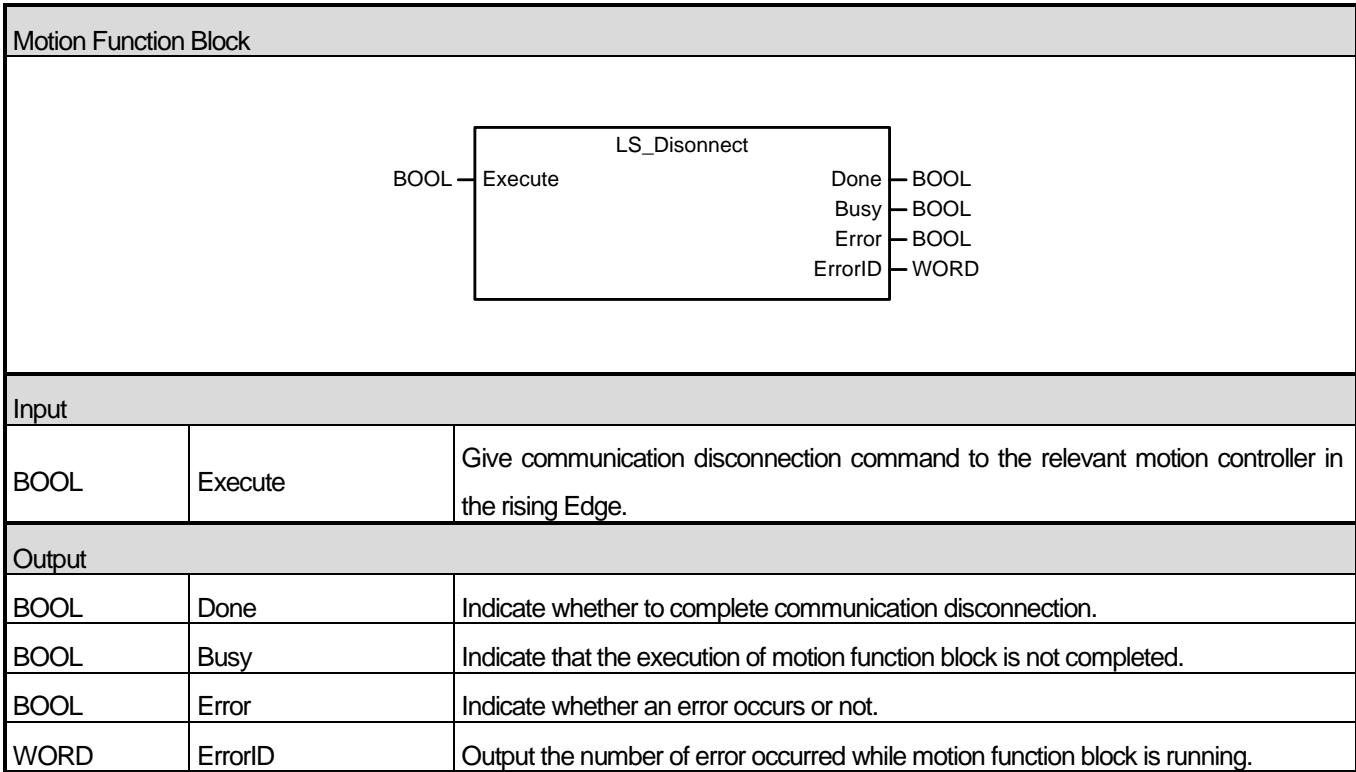 Motion Function Block
LS_Disonnect
BOOL Execute Done BOOL
Busy BOOL
Error BOOL
ErrorID WORD
Input
BOOL Execute Give communication disconnection command to the relevant motion controller in
the rising Edge.
Output
BOOL Done Indicate whether to complete communication disconnection.
BOOL Busy Indicate that the execution of motion function block is not completed.
BOOL Error Indicate whether an error occurs or not.
WORD ErrorID Output the number of error occurred while motion function block is running.